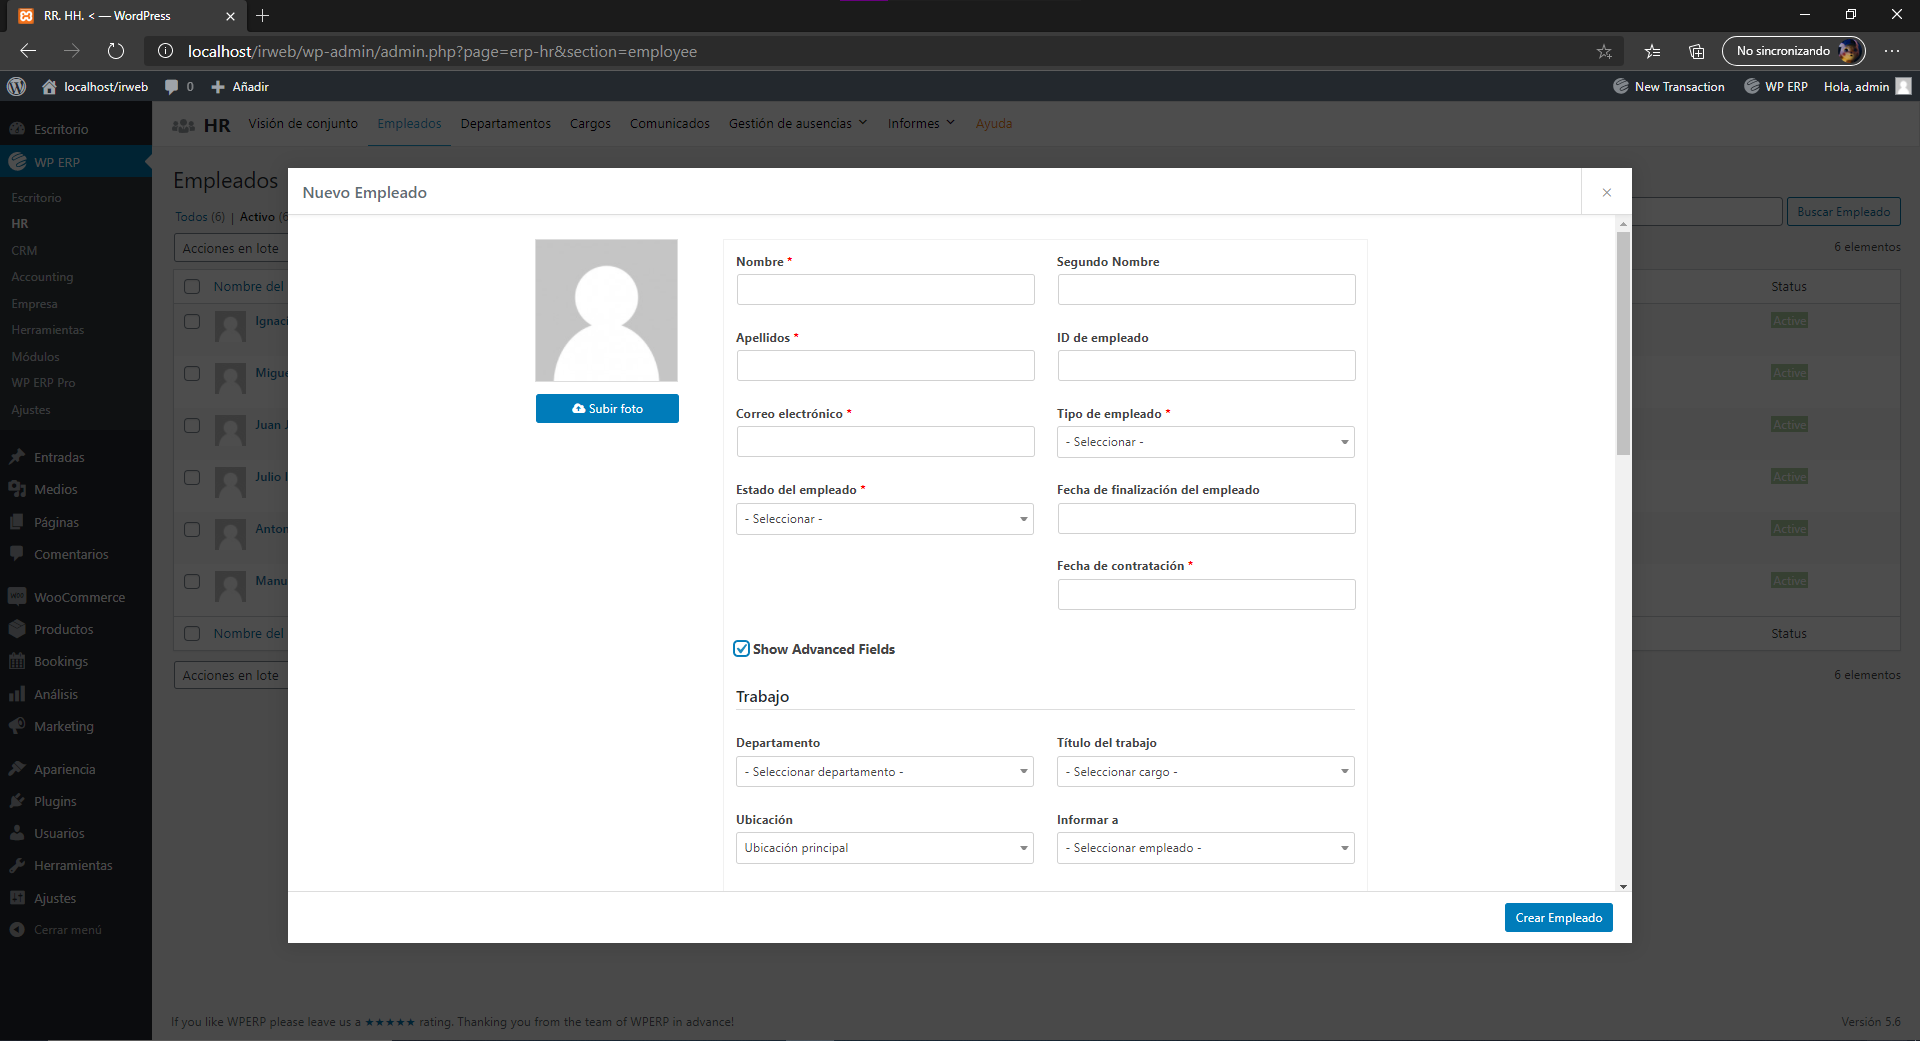 RR. HH. < — WordPress
localhost/irweb/wp-admin/admin.php?page=erp-hr&section=employee
No sincronizando
localhost/irweb
0
Añadir
New Transaction
WP ERP
Hola, admin
Escritorio
WP ERP
Escritorio
HR
CRM
Accounting
Empresa
Herramientas
Módulos
WP ERP Pro
Ajustes
Entradas
Medios
Páginas
Comentarios
WooCommerce
Productos
Bookings
Análisis
Marketing
Apariencia
Plugins
Usuarios
Herramientas
Ajustes
Cerrar menú
HR Visión de conjunto Empleados Departamentos Cargos Comunicados Gestión de ausencias Informes Ayuda
Empleados
Todos (6) | Activo (6
Buscar Empleado
Acciones en lote
6 elementos
Nombre del
Status
Ignaci
Active
Migue
Active
Juan J
Active
Julio
Active
Anton
Active
Manu
Active
Nombre del
Status
Acciones en lote
6 elementos
Nuevo Empleado
×
Subir foto
Nombre *
Segundo Nombre
Apellidos *
ID de empleado
Correo electrónico *
Tipo de empleado *
- Seleccionar -
Estado del empleado *
Fecha de finalización del empleado
- Seleccionar -
Fecha de contratación *
Show Advanced Fields
Trabajo
Departamento
Título del trabajo
- Seleccionar departamento -
- Seleccionar cargo -
Ubicación
Informar a
Ubicación principal
- Seleccionar empleado -
Crear Empleado
If you like WPERP please leave us a ★★★★★ rating. Thanking you from the team of WPERP in advance!
Versión 5.6